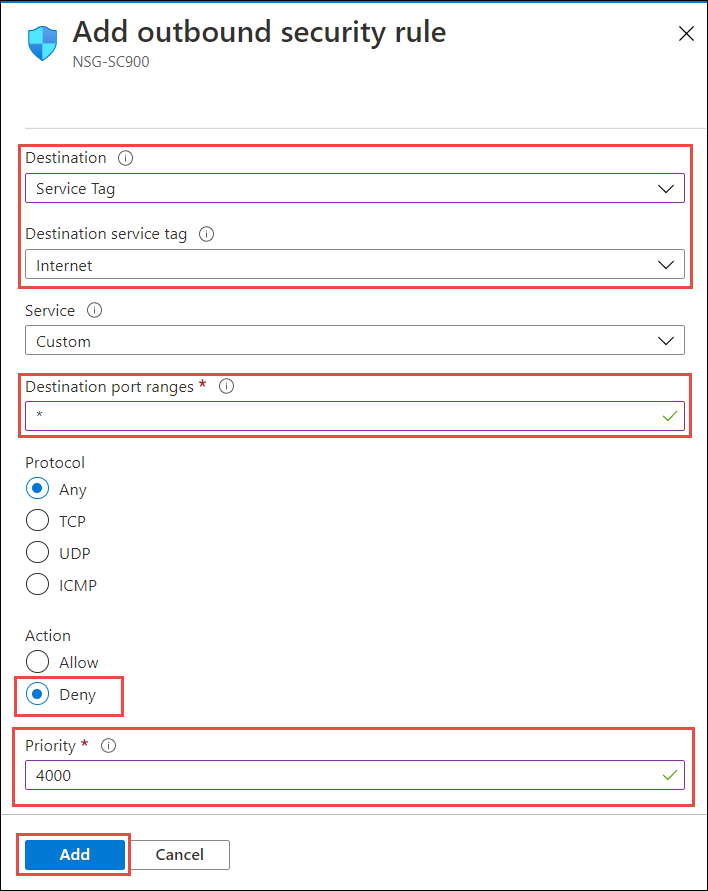 Add outbound security rule
NSG-SC900
Destination
Service Tag
Destination service tag
Internet
Service
Custom
Destination port ranges *
*
Protocol
Any
TCP
UDP
ICMP
Action
Allow
Deny
Priority *
4000
Add Cancel